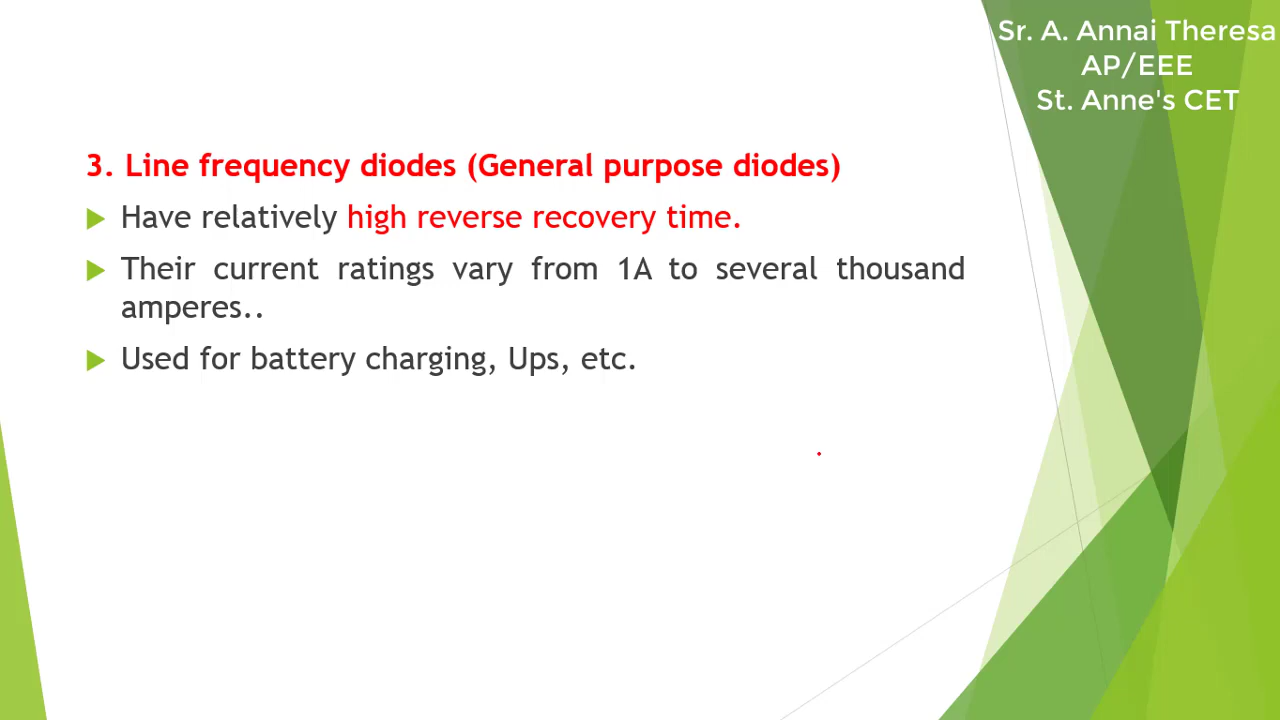 Sr. A. Annai Theresa
AP/EEE
St. Anne's CET
3. Line frequency diodes (General purpose diodes)
Have relatively high reverse recovery time.
Their current ratings vary from 1A to several thousand
amperes..
Used for battery charging, Ups, etc.